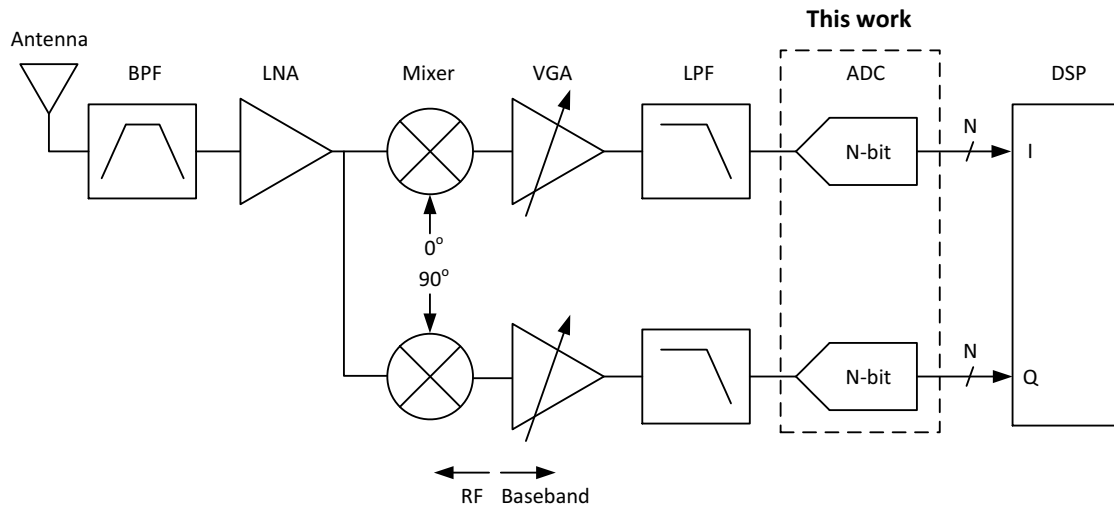 This work
Antenna
BPF
LNA
Mixer
VGA
LPF
ADC
DSP
N-bit
N
I
0°
90°
N-bit
N
Q
RF
Baseband